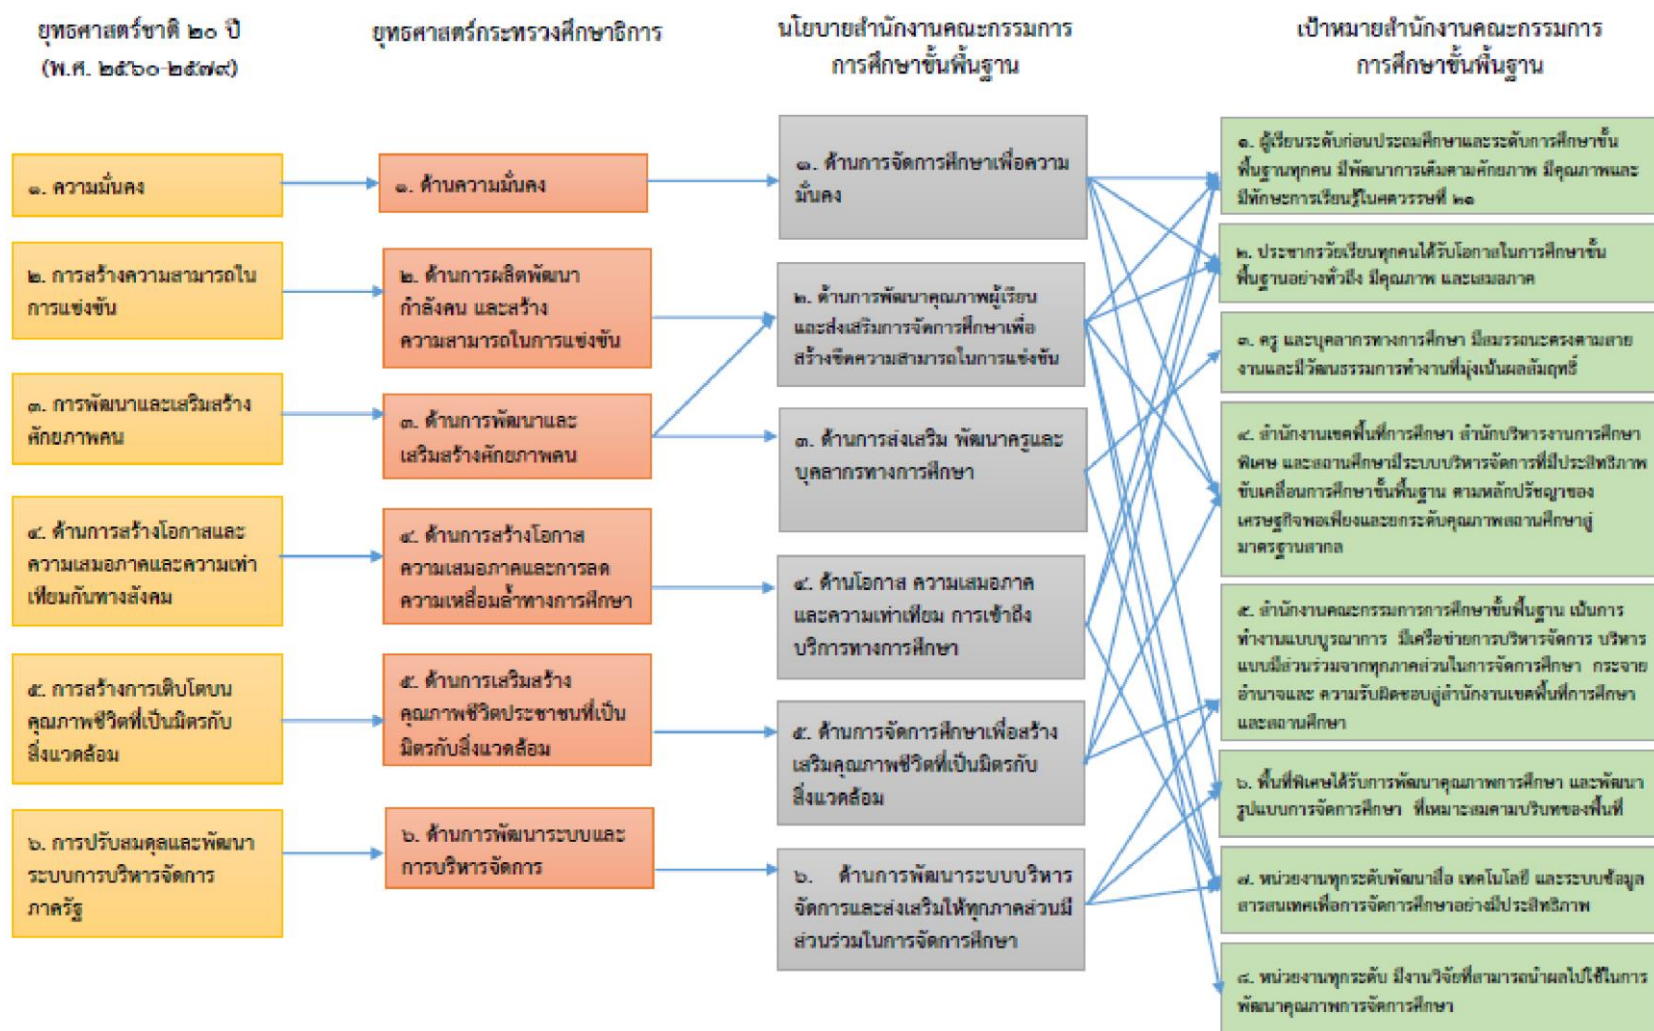 ยุทธศาสตร์ชาติ ๒๐ ปี
(พ.ศ. ๒๕๖๐-๒๕๗๙)
๑. ความมั่นคง
๒. การสร้างความสามารถใน
การแข่งขัน
๓. การพัฒนาและเสริมสร้าง
ศักยภาพคน
๔. ด้านการสร้างโอกาสและ
ความเสมอภาคและความเท่า
เทียมกันทางสังคม
๕. การสร้างการเติบโตบน
คุณภาพชีวิตที่เป็นมิตรกับ
สิ่งแวดล้อม
๖. การปรับสมดุลและพัฒนา
ระบบการบริหารจัดการ
ภาครัฐ
ยุทธศาสตร์กระทรวงศึกษาธิการ
๑. ด้านความมั่นคง
๒. ด้านการผลิตพัฒนา
กำลังคน และสร้าง
ความสามารถในการแข่งขัน
๓. ด้านการพัฒนาและ
เสริมสร้างศักยภาพคน
๔. ด้านการสร้างโอกาส
ความเสมอภาคและการลด
ความเหลื่อมล้ำทางการศึกษา
๕. ด้านการเสริมสร้าง
คุณภาพชีวิตประชาชนที่เป็น
มิตรกับสิ่งแวดล้อม
๖. ด้านการพัฒนาระบบและ
การบริหารจัดการ
นโยบายสำนักงานคณะกรรมการ
การศึกษาขั้นพื้นฐาน
๑. ด้านการจัดการศึกษาเพื่อความ
มั่นคง
๒. ด้านการพัฒนาคุณภาพผู้เรียน
และส่งเสริมการจัดการศึกษาเพื่อ
สร้างขีดความสามารถในการแข่งขัน
๓. ด้านการส่งเสริม พัฒนาครูและ
บุคลากรทางการศึกษา
๔. ด้านโอกาส ความเสมอภาค
และความเท่าเทียม การเข้าถึง
บริการทางการศึกษา
๕. ด้านการจัดการศึกษาเพื่อสร้าง
เสริมคุณภาพชีวิตที่เป็นมิตรกับ
สิ่งแวดล้อม
๖. ด้านการพัฒนาระบบบริหาร
จัดการและส่งเสริมให้ทุกภาคส่วนมี
ส่วนร่วมในการจัดการศึกษา
เป้าหมายสำนักงานคณะกรรมการ
การศึกษาขั้นพื้นฐาน
๑. ผู้เรียนระดับก่อนประถมศึกษาและระดับการศึกษาขั้น
พื้นฐานทุกคน มีพัฒนาการเต็มตามศักยภาพ มีคุณภาพและ
มีทักษะการเรียนรู้ในศตวรรษที่ ๒๑
๒. ประชากรวัยเรียนทุกคนได้รับโอกาสในการศึกษาขั้น
พื้นฐานอย่างทั่วถึง มีคุณภาพ และเสมอภาค
๓. ครู และบุคลากรทางการศึกษา มีสมรรถนะตรงตามสาย
งานและมีวัฒนธรรมการทำงานที่มุ่งเน้นผลสัมฤทธิ์
๔. สำนักงานเขตพื้นที่การศึกษา สำนักบริหารงานการศึกษา
พิเศษ และสถานศึกษามีระบบบริหารจัดการที่มีประสิทธิภาพ
ขับเคลื่อนการศึกษาขั้นพื้นฐาน ตามหลักปรัชญาของ
เศรษฐกิจพอเพียงและยกระดับคุณภาพสถานศึกษาสู่
มาตรฐานสากล
๕. สำนักงานคณะกรรมการการศึกษาขั้นพื้นฐาน เน้นการ
ทำงานแบบบูรณาการ มีเครือข่ายการบริหารจัดการ บริหาร
แบบมีส่วนร่วมจากทุกภาคส่วนในการจัดการศึกษา กระจาย
อำนาจและ ความรับผิดชอบสู่สำนักงานเขตพื้นที่การศึกษา
และสถานศึกษา
๖. พื้นที่พิเศษได้รับการพัฒนาคุณภาพการศึกษา และพัฒนา
รูปแบบการจัดการศึกษา ที่เหมาะสมตามบริบทของพื้นที่
๗. หน่วยงานทุกระดับพัฒนาสื่อ เทคโนโลยี และระบบข้อมูล
สารสนเทศเพื่อการจัดการศึกษาอย่างมีประสิทธิภาพ
๘. หน่วยงานทุกระดับ มีงานวิจัยที่สามารถนำผลไปใช้ในการ
พัฒนาคุณภาพการจัดการศึกษา